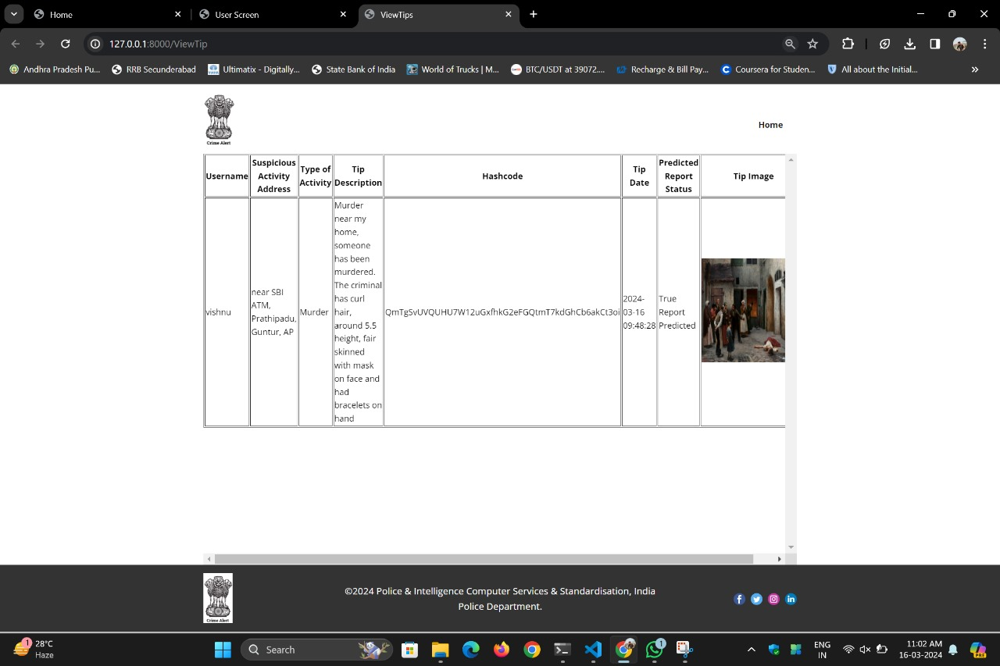 Home
User Screen
ViewTips
127.0.0.1:8000/ViewTip
Andhra Pradesh Pu...
RRB Secunderabad
Ultimatix - Digitally...
State Bank of India
World of Trucks | M...
BTC/USDT at 39072....
Recharge & Bill Pay...
Coursera for Studen...
All about the Initial...
Crime Alert
Home
Username
Suspicious
Activity
Address
Type of
Activity
Tip
Description
Hashcode
Tip
Date
Predicted
Report
Status
Tip Image
vishnu
near SBI
ATM,
Prathipadu,
Guntur, AP
Murder
Murder
near my
home,
someone
has been
murdered.
The criminal
has curl
hair,
around 5.5
height, fair
skinned
with mask
on face and
had
bracelets on
hand
QmTgSvUVQUHU7W12uGxfhkG2eFGQtmT7kdGhCb6akCt3oi
2024-
03-16
09:48:28
True
Report
Predicted
Crime Alert
©2024 Police & Intelligence Computer Services & Standardisation, India
Police Department.
1
28°C
Haze
Search
1
ENG
IN
11:02 AM
16-03-2024
PRE